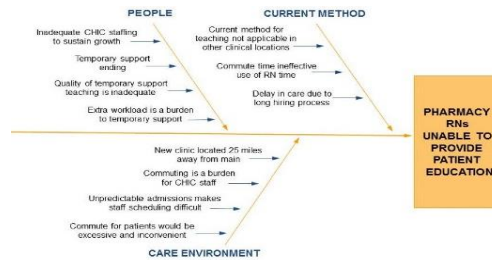 PEOPLE
Inadequate CHIC staffing
to sustain growth
Temporary support
ending
Quality of temporary support
teaching is inadequate
Extra workload is a burden
to temporary support
CURRENT METHOD
Current method for
teaching not applicable in
other clinical locations
Commute time ineffective
use of RN time
Delay in care due to
long hiring process
PHARMACY
RNs
UNABLE TO
PROVIDE
PATIENT
EDUCATION
New clinic located 25 miles
away from main
Commuting is a burden
for CHIC staff
Unpredictable admissions makes
staff scheduling difficult
Commute for patients would be
excessive and inconvenient
CARE ENVIRONMENT